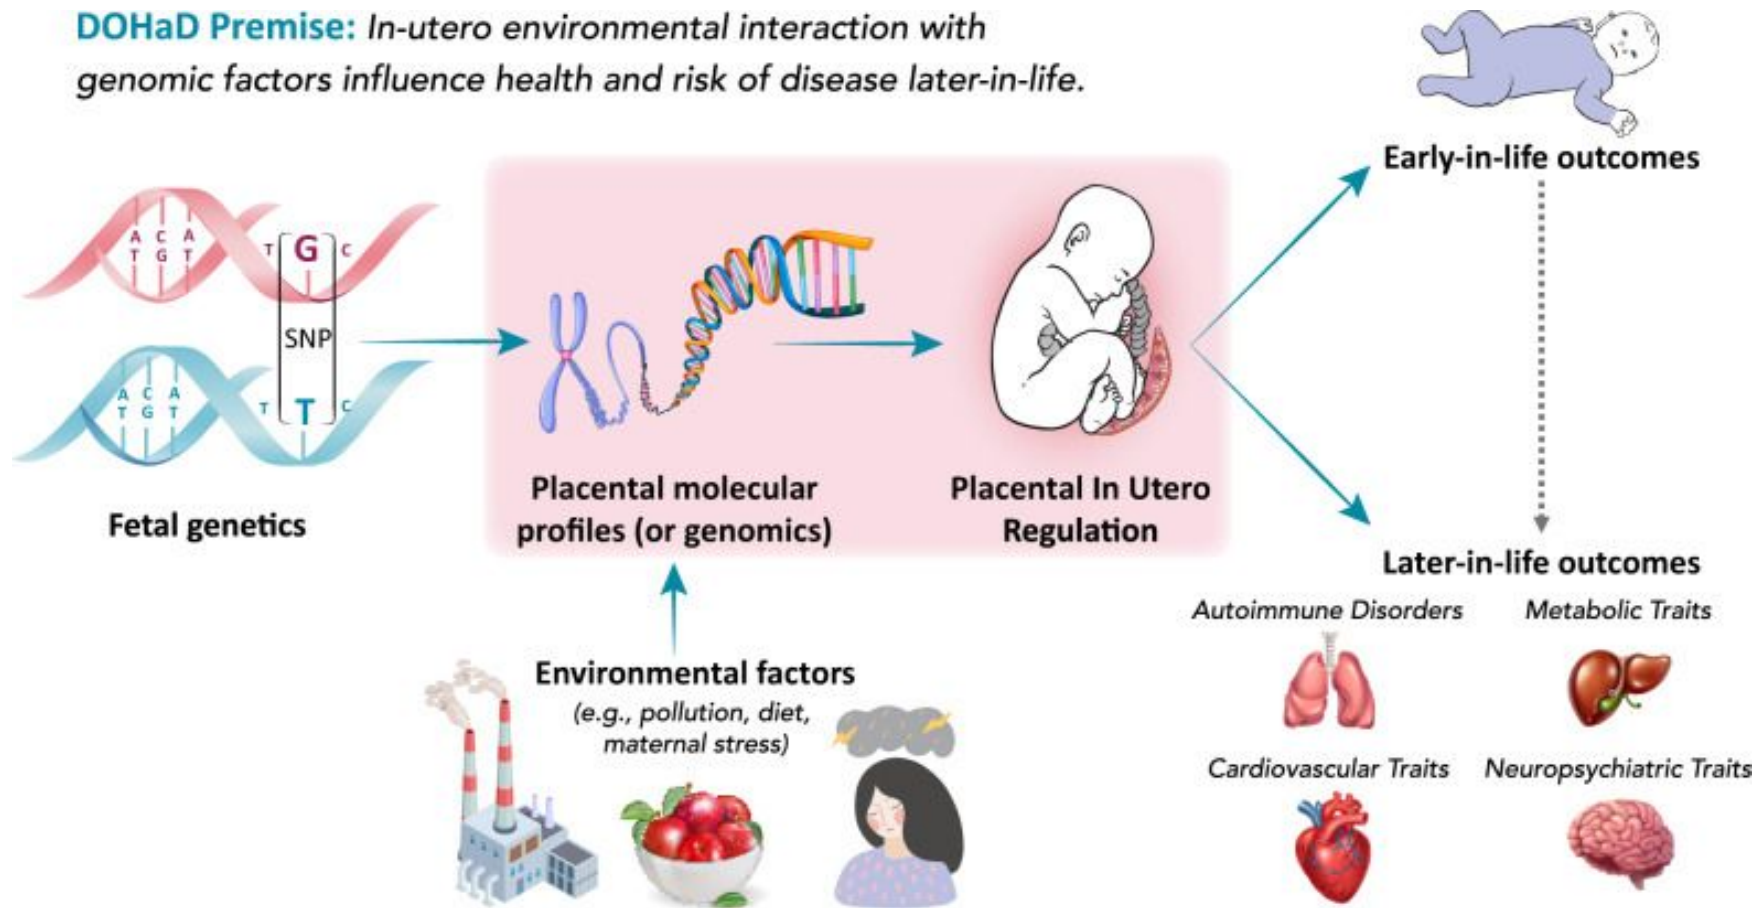 DOHaD Premise: In-utero environmental interaction with
genomic factors influence health and risk of disease later-in-life.
A C A
T G T
T G C
SNP
A C A
T G T
T T C
Fetal genetics
Placental molecular
profiles (or genomics)
Placental In Utero
Regulation
Environmental factors
(e.g., pollution, diet,
maternal stress)
Early-in-life outcomes
Later-in-life outcomes
Autoimmune Disorders
Metabolic Traits
Cardiovascular Traits
Neuropsychiatric Traits